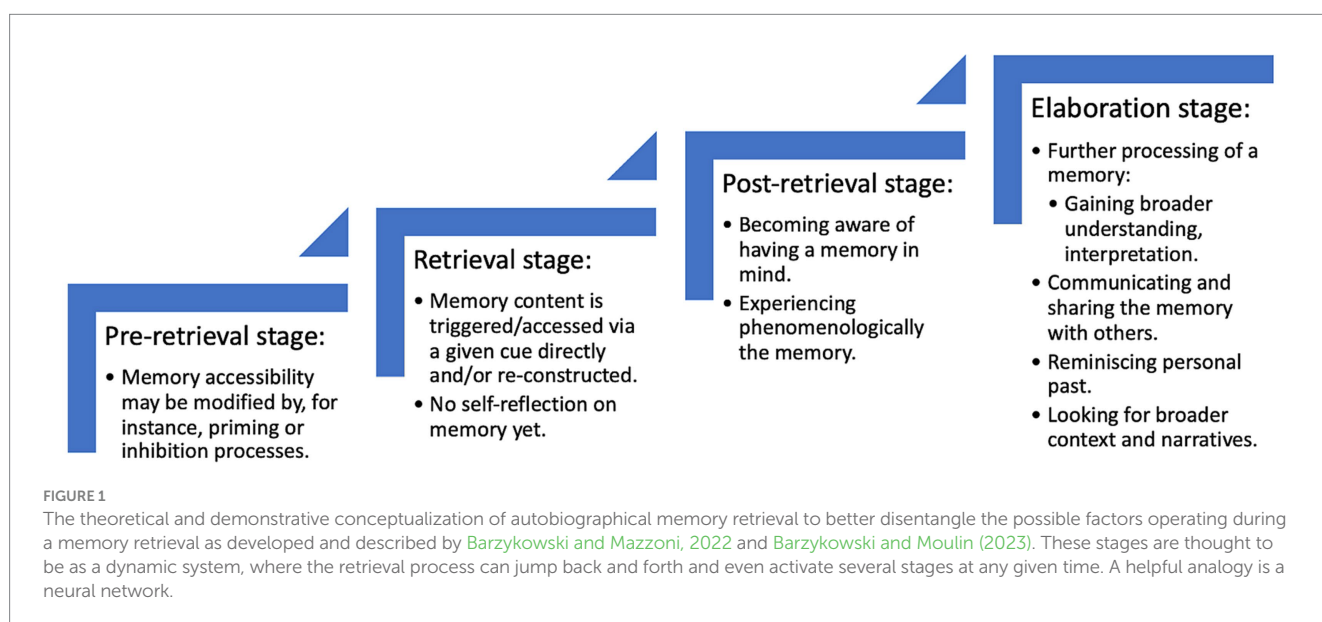 Pre-retrieval stage:
• Memory accessibility
may be modified by, for
instance, priming or
inhibition processes.
Retrieval stage:
• Memory content is
triggered/accessed via
a given cue directly
and/or re-constructed.
• No self-reflection on
memory yet.
Post-retrieval stage:
• Becoming aware of
having a memory in
mind.
• Experiencing
phenomenologically
the memory.
Elaboration stage:
• Further processing of a
memory:
• Gaining broader
understanding,
interpretation.
• Communicating and
sharing the memory
with others.
• Reminiscing personal
past.
• Looking for broader
context and narratives.
FIGURE 1
The theoretical and demonstrative conceptualization of autobiographical memory retrieval to better disentangle the possible factors operating during
a memory retrieval as developed and described by Barzykowski and Mazzoni, 2022 and Barzykowski and Moulin (2023). These stages are thought to
be as a dynamic system, where the retrieval process can jump back and forth and even activate several stages at any given time. A helpful analogy is a
neural network.